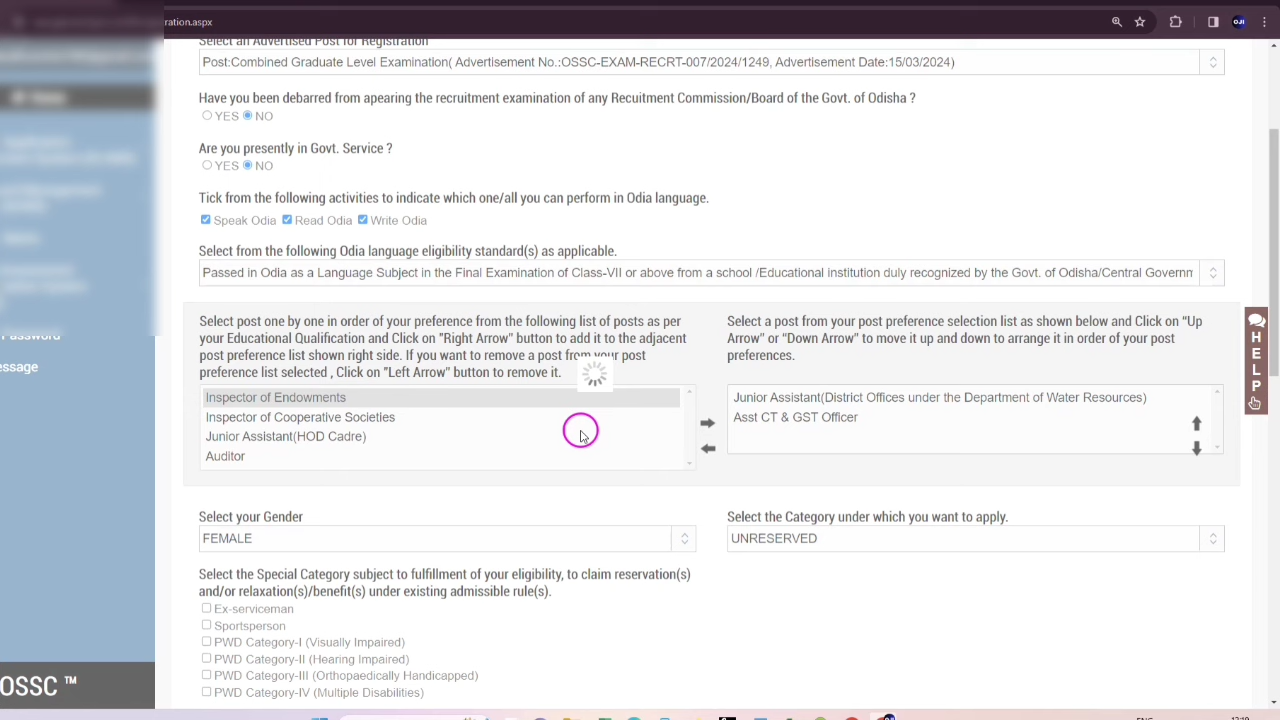 ration.aspx
Select an Advertised Post for Registration
Post:Combined Graduate Level Examination( Advertisement No.:OSSC-EXAM-RECRT-007/2024/1249, Advertisement Date:15/03/2024)
Have you been debarred from apearing the recruitment examination of any Recuitment Commission/Board of the Govt. of Odisha ?
YES NO
Are you presently in Govt. Service ?
YES NO
Tick from the following activities to indicate which one/all you can perform in Odia language.
Speak Odia Read Odia Write Odia
Select from the following Odia language eligibility standard(s) as applicable.
Passed in Odia as a Language Subject in the Final Examination of Class-VII or above from a school /Educational institution duly recognized by the Govt. of Odisha/Central Governm
Select post one by one in order of your preference from the following list of posts as per
your Educational Qualification and Click on "Right Arrow" button to add it to the adjacent
post preference list shown right side. If you want to remove a post from your post
preference list selected , Click on "Left Arrow" button to remove it.
Select a post from your post preference selection list as shown below and Click on “Up
Arrow” or “Down Arrow” to move it up and down to arrange it in order of your post
preferences.
Inspector of Endowments
Inspector of Cooperative Societies
Junior Assistant(HOD Cadre)
Auditor
Junior Assistant(District Offices under the Department of Water Resources)
Asst CT & GST Officer
Select your Gender
FEMALE
Select the Category under which you want to apply.
UNRESERVED
Select the Special Category subject to fulfillment of your eligibility, to claim reservation(s)
and/or relaxation(s)/benefit(s) under existing admissible rule(s).
Ex-serviceman
Sportsperson
PWD Category-I (Visually Impaired)
PWD Category-II (Hearing Impaired)
PWD Category-III (Orthopaedically Handicapped)
PWD Category-IV (Multiple Disabilities)
HELP
OJI
Password
essage
OSSC ™